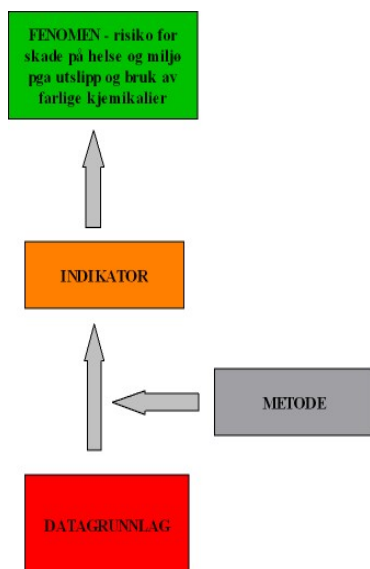 FENOMEN - risiko for
skade på helse og miljø
pga utslipp og bruk av
farlige kjemikalier
INDIKATOR
METODE
DATAGRUNNLAG